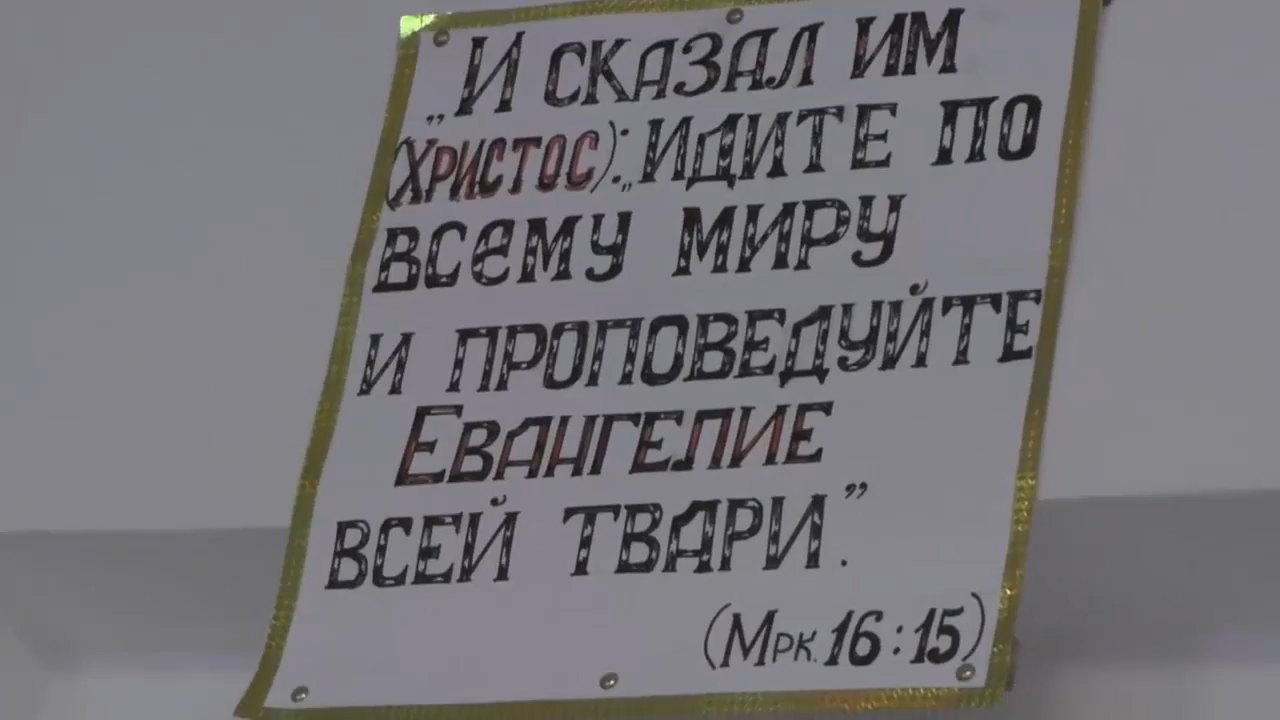 „И СКАЗАЛ ИМ
(ХРИСТОС):„ИДИТЕ ПО
ВСЕМУ МИРУ
И ПРОПОВЕДУЙТЕ
ЕВАНГЕЛИЕ
ВСЕЙ ТВАРИ.”
(МРК. 16:15)